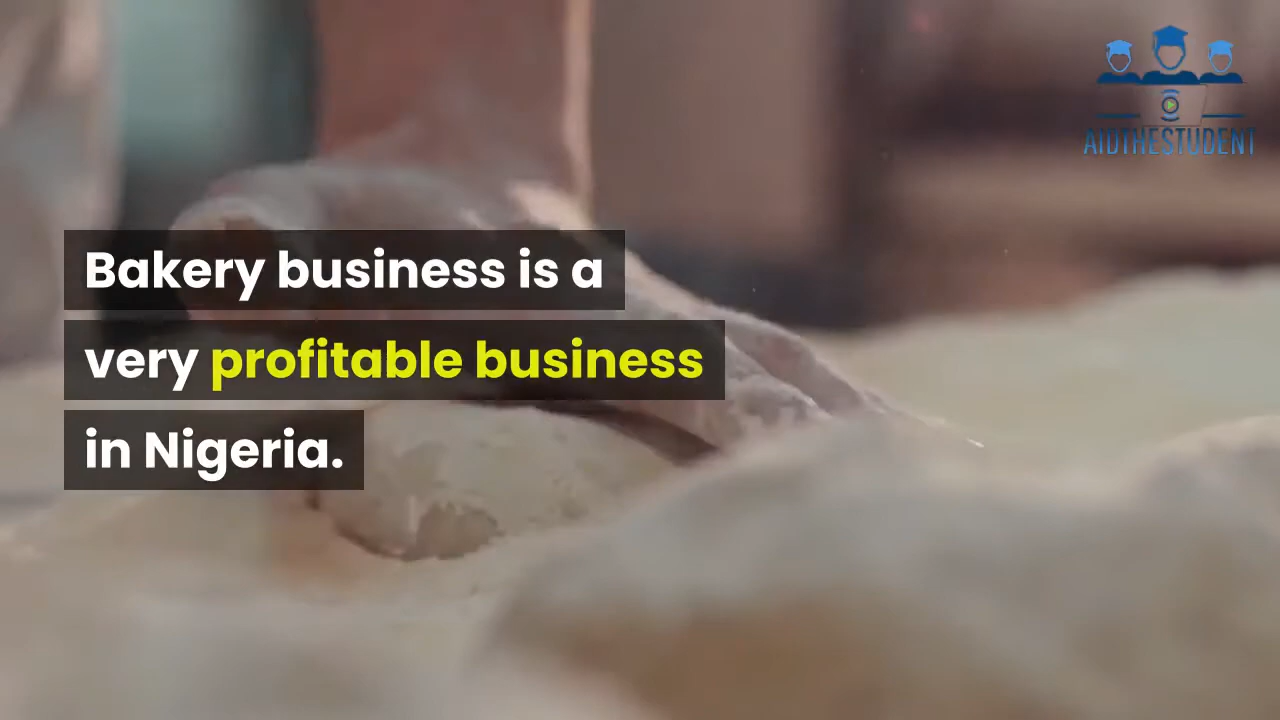 AIDTHESTUDENT
Bakery business is a
very profitable business
in Nigeria.